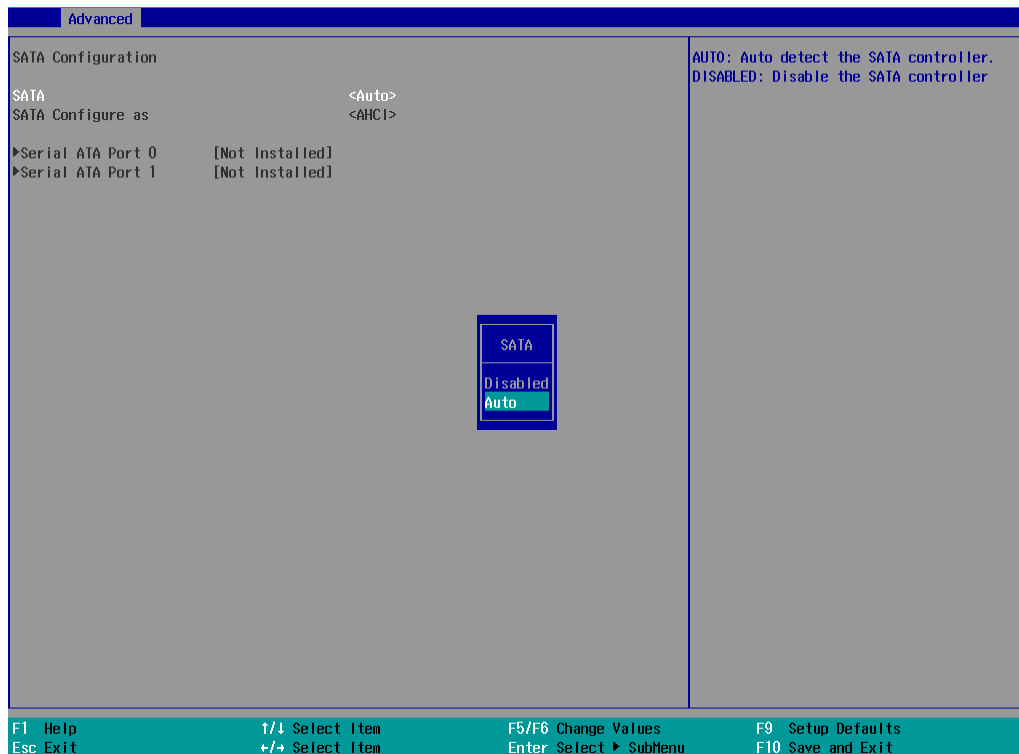 Advanced
SATA Configuration
SATA <Auto>
SATA Configure as <AHCI>
▶Serial ATA Port 0 [Not Installed]
▶Serial ATA Port 1 [Not Installed]
AUTO: Auto detect the SATA controller.
DISABLED: Disable the SATA controller
SATA
Disabled
Auto
F1 Help ↑/↓ Select Item F5/F6 Change Values F9 Setup Defaults
Esc Exit ←/→ Select Item Enter Select ▶ SubMenu F10 Save and Exit